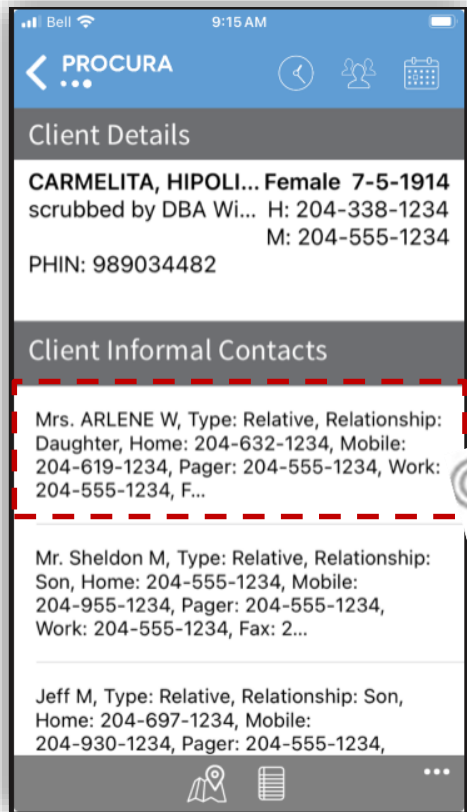 Bell 9:15 AM
PROCURA
Client Details
CARMELITA, HIPOLI... Female 7-5-1914
scrubbed by DBA Wi... H: 204-338-1234
M: 204-555-1234
PHIN: 989034482
Client Informal Contacts
Mrs. ARLENE W, Type: Relative, Relationship:
Daughter, Home: 204-632-1234, Mobile:
204-619-1234, Pager: 204-555-1234, Work:
204-555-1234, F...
Mr. Sheldon M, Type: Relative, Relationship:
Son, Home: 204-555-1234, Mobile:
204-955-1234, Pager: 204-555-1234,
Work: 204-555-1234, Fax: 2...
Jeff M, Type: Relative, Relationship: Son,
Home: 204-697-1234, Mobile:
204-930-1234, Pager: 204-555-1234,